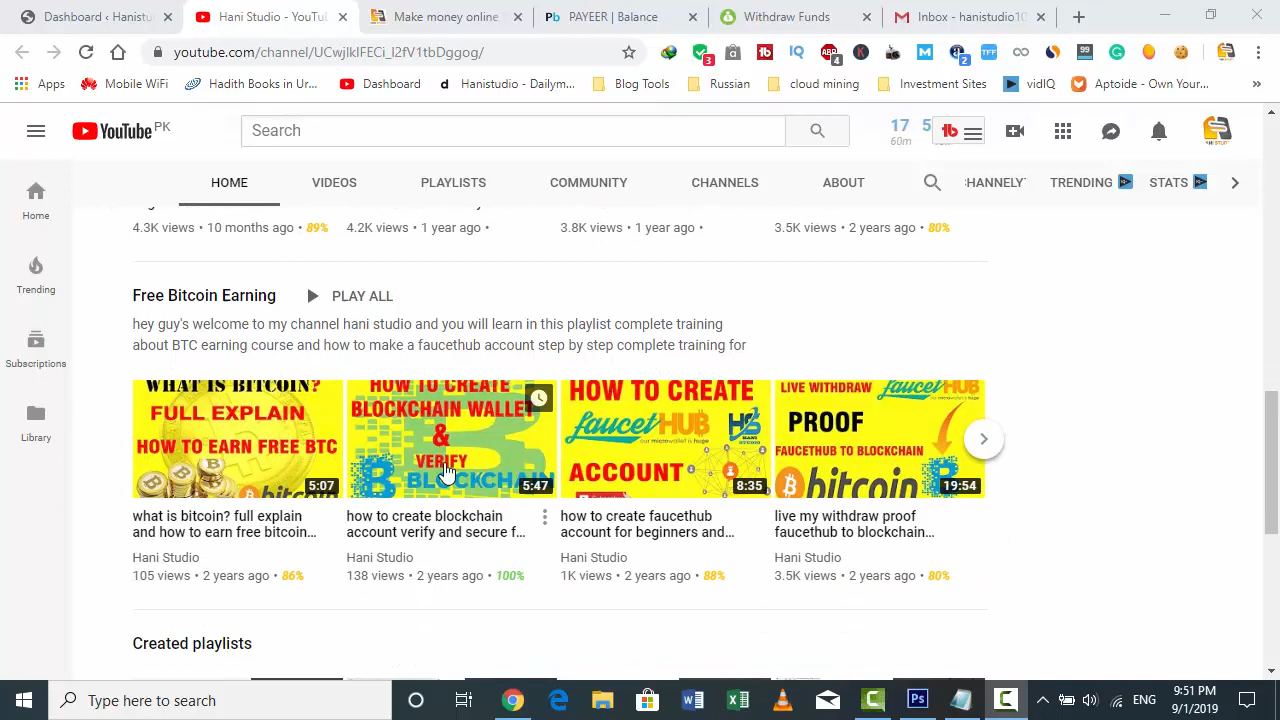 Dashboard ‹ Hanistu
Hani Studio - YouTu
Make money online
PAYEER | Balance
Withdraw Funds
Inbox - hanistudio10
youtube.com/channel/UCwjIkIFECi_l2fV1tbDggog/
Apps
Mobile WiFi
Hadith Books in Ur...
Dashboard
Hanistudio - Dailym...
Blog Tools
Russian
cloud mining
Investment Sites
vidIQ
Aptoide - Own Your...
YouTube PK
Search
17
60m
HOME
VIDEOS
PLAYLISTS
COMMUNITY
CHANNELS
ABOUT
HANNELY
TRENDING
STATS
Home
Trending
Subscriptions
Library
4.3K views • 10 months ago • 89%
4.2K views • 1 year ago •
3.8K views • 1 year ago •
3.5K views • 2 years ago • 80%
Free Bitcoin Earning
PLAY ALL
hey guy's welcome to my channel hani studio and you will learn in this playlist complete training
about BTC earning course and how to make a faucethub account step by step complete training for
WHAT IS BITCOIN?
FULL EXPLAIN
HOW TO EARN FREE BTC
5:07
HOW TO CREATE
BLOCKCHAIN WALLET
&
VERIFY
BLOCKCHAIN
5:47
HOW TO CREATE
faucetHUB
our microwallet is huge
ACCOUNT
8:35
LIVE WITHDRAW faucetHUB
PROOF
FAUCETHUB TO BLOCKCHAIN
bitcoin
19:54
what is bitcoin? full explain
and how to earn free bitcoin...
Hani Studio
105 views • 2 years ago • 86%
how to create blockchain
account verify and secure f...
Hani Studio
138 views • 2 years ago • 100%
how to create faucethub
account for beginners and...
Hani Studio
1K views • 2 years ago • 88%
live my withdraw proof
faucethub to blockchain...
Hani Studio
3.5K views • 2 years ago • 80%
Created playlists
Type here to search
ENG
9:51 PM
9/1/2019